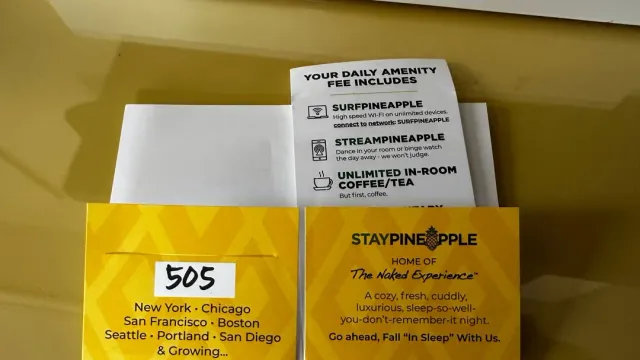 YOUR DAILY AMENITY
FEE INCLUDES
SURFPINEAPPLE
High speed Wi-Fi on unlimited devices.
connect to network: SURFPINEAPPLE
STREAMPINEAPPLE
Dance in your room or binge watch
the day away - we won't judge.
UNLIMITED IN-ROOM
COFFEE/TEA
But first, coffee.
505
New York • Chicago
San Francisco • Boston
Seattle • Portland • San Diego
& Growing...
STAYPINEAPPLE
HOME OF
The Naked Experience™
A cozy, fresh, cuddly,
luxurious, sleep-so-well-
you-don't-remember-it night.
Go ahead, Fall "In Sleep" With Us.